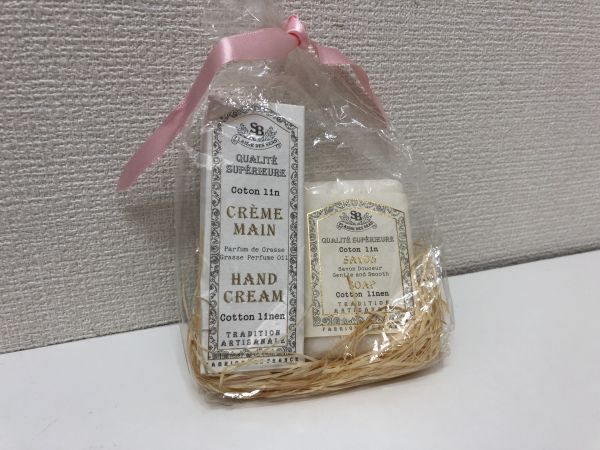 SB
QUALITÉ
SUPÉRIEURE
Coton lin
CRÈME
MAIN
Parfum de Grasse
Grasse Perfume Oil
HAND
CREAM
Cotton linen
TRADITION
ARTISANALE
SB
QUALITÉ SUPÉRIEURE
Coton lin
SAVON
Savon Douceur
Gentle and Smooth
SOAP
Cotton linen
TRADITION
ARTISANALE